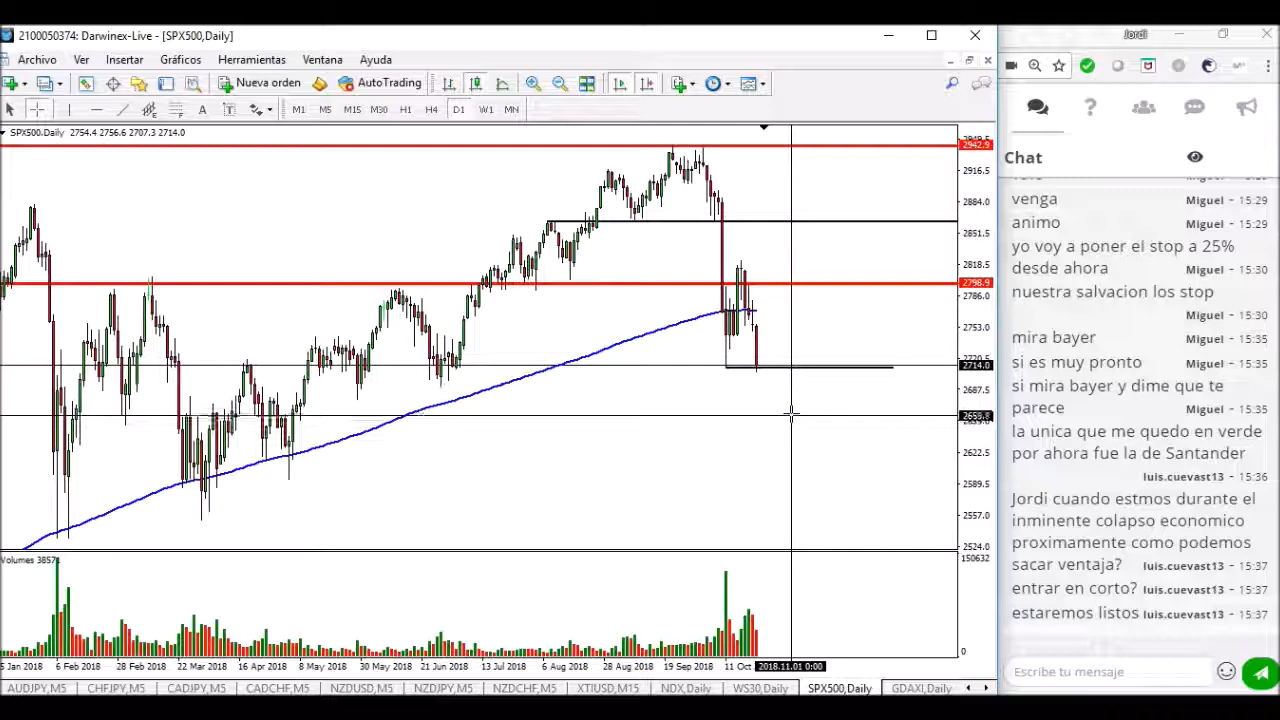 2100050374: Darwinex-Live - [SPX500,Daily]
Archivo Ver Insertar Gráficos Herramientas Ventana Ayuda
Nueva orden AutoTrading
A T M1 M5 M15 M30 H1 H4 D1 W1 MN
SPX500.Daily 2754.4 2756.6 2707.3 2714.0
2949.5
2942.9
2916.5
2884.0
2851.5
2818.5
2798.9
2786.0
2753.0
2720.5
2714.0
2687.5
2622.5
2589.5
2557.0
2524.0
Volumes 38571
150632
0
5 Jan 2018 6 Feb 2018 28 Feb 2018 22 Mar 2018 16 Apr 2018 8 May 2018 30 May 2018 21 Jun 2018 13 Jul 2018 6 Aug 2018 28 Aug 2018 19 Sep 2018 11 Oct 2018.11.01 0:00
AUDJPY,M5 CHFJPY,M5 CADJPY,M5 CADCHF,M5 NZDUSD,M5 NZDJPY,M5 NZDCHF,M5 XTIUSD,M15 NDX,Daily WS30,Daily SPX500,Daily GDAXI,Daily
Jordi
Chat
venga Miguel - 15:29
animo Miguel - 15:29
yo voy a poner el stop a 25%
desde ahora Miguel - 15:30
nuestra salvacion los stop
Miguel - 15:30
mira bayer Miguel - 15:35
si es muy pronto Miguel - 15:35
si mira bayer y dime que te
parece Miguel - 15:35
la unica que me quedo en verde
por ahora fue la de Santander
luis.cuevast13 - 15:36
Jordi cuando estmos durante el
inminente colapso economico
proximamente como podemos
sacar ventaja? luis.cuevast13 - 15:37
entrar en corto? luis.cuevast13 - 15:37
estaremos listos luis.cuevast13 - 15:37
Escribe tu mensaje